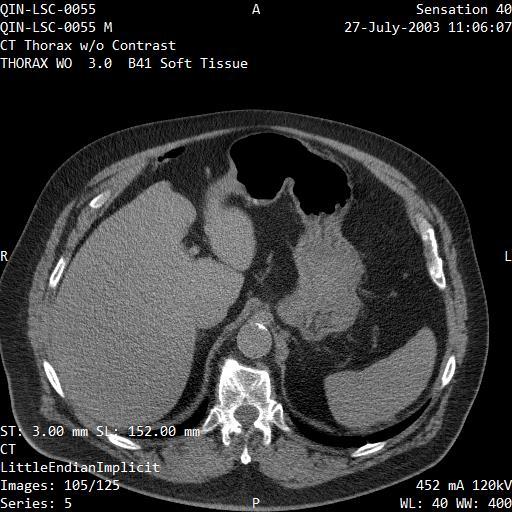 QIN-LSC-0055
QIN-LSC-0055 M
CT Thorax w/o Contrast
THORAX WO  3.0  B41 Soft Tissue
A
Sensation 40
27-July-2003 11:06:07
R
L
ST: 3.00 mm SL: 152.00 mm
CT
LittleEndianImplicit
Images: 105/125
Series: 5
P
452 mA 120kV
WL: 40 WW: 400